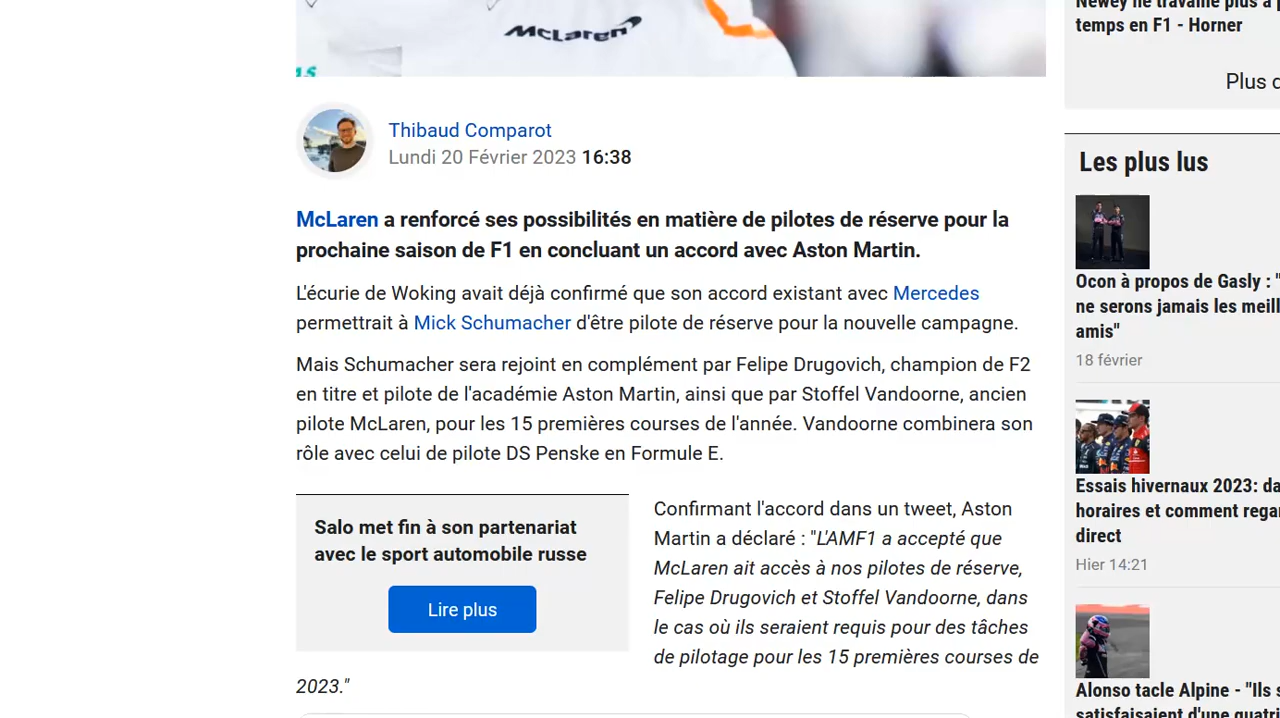 McLaren
Thibaud Comparot
Lundi 20 Février 2023 16:38
McLaren a renforcé ses possibilités en matière de pilotes de réserve pour la
prochaine saison de F1 en concluant un accord avec Aston Martin.
L'écurie de Woking avait déjà confirmé que son accord existant avec Mercedes
permettrait à Mick Schumacher d'être pilote de réserve pour la nouvelle campagne.
Mais Schumacher sera rejoint en complément par Felipe Drugovich, champion de F2
en titre et pilote de l'académie Aston Martin, ainsi que par Stoffel Vandoorne, ancien
pilote McLaren, pour les 15 premières courses de l'année. Vandoorne combinera son
rôle avec celui de pilote DS Penske en Formule E.
Salo met fin à son partenariat
avec le sport automobile russe
Lire plus
Confirmant l'accord dans un tweet, Aston
Martin a déclaré : "L'AMF1 a accepté que
McLaren ait accès à nos pilotes de réserve,
Felipe Drugovich et Stoffel Vandoorne, dans
le cas où ils seraient requis pour des tâches
de pilotage pour les 15 premières courses de
2023."
Newey ne travaille plus à
temps en F1 - Horner
Plus
Les plus lus
Ocon à propos de Gasly : "
ne serons jamais les
amis"
18 février
Essais hivernaux 2023:
horaires et comment
direct
Hier 14:21
Alonso tacle Alpine - "Ils
satisfaisaient d'une